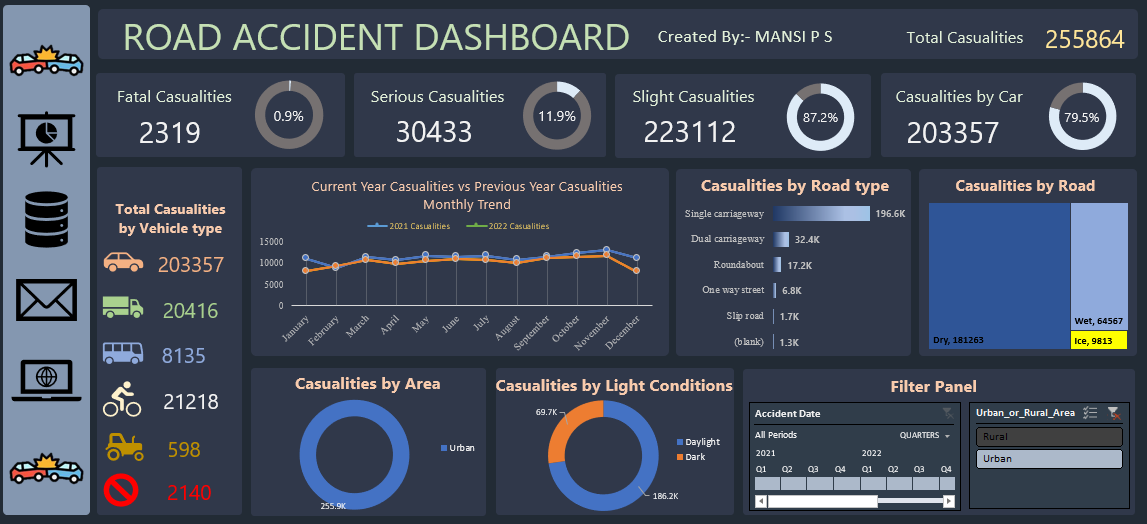 ROAD ACCIDENT DASHBOARD
Created By:- MANSI P S
Total Casualities
255864
Fatal Casualities
2319
0.9%
Serious Casualities
30433
11.9%
Slight Casualities
223112
87.2%
Casualities by Car
203357
79.5%
Total Casualities
by Vehicle type
203357
20416
8135
21218
598
2140
Current Year Casualities vs Previous Year Casualities
Monthly Trend
2021 Casualities
2022 Casualities
15000
10000
5000
0
January
February
March
April
May
June
July
August
September
October
November
December
Casualities by Road type
Single carriageway 196.6K
Dual carriageway 32.4K
Roundabout 17.2K
One way street 6.8K
Slip road 1.7K
(blank) 1.3K
Casualities by Road
Dry, 181263
Wet, 64567
Ice, 9813
Casualities by Area
Urban
255.9K
Casualities by Light Conditions
69.7K
Daylight
Dark
186.2K
Filter Panel
Accident Date
All Periods
QUARTERS
2021
2022
Q1 Q2 Q3 Q4 Q1 Q2 Q3 Q4
Urban_or_Rural_Area
Rural
Urban